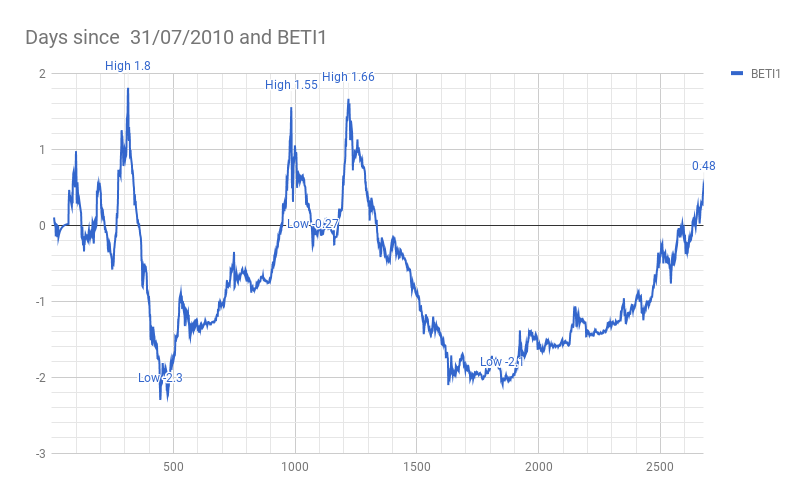 Days since  31/07/2010 and BETI1
High 1.8
High 1.55
High 1.66
BETI1
0.48
Low -0.27
Low -2.1
Low -2.3
2
1
0
-1
-2
-3
500
1000
1500
2000
2500